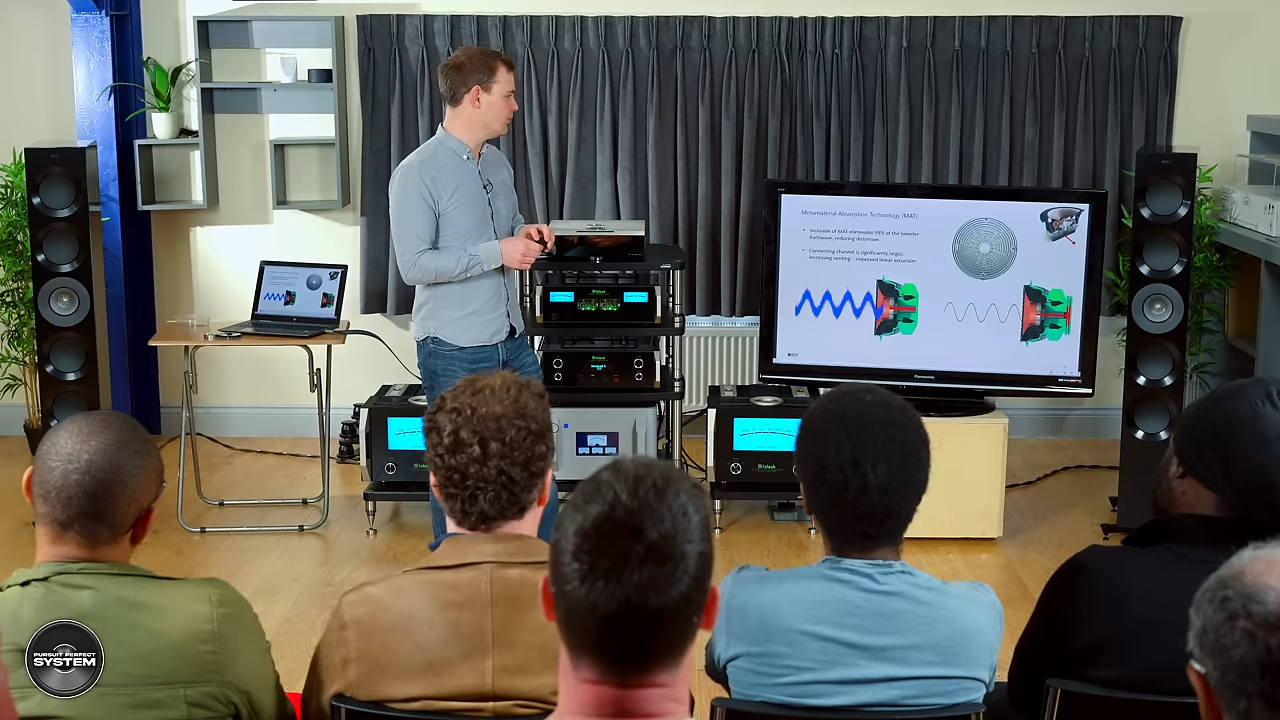 Metamaterial Absorption Technology (MAT)
• Inclusion of MAT eliminates 99% of the tweeter
backwave, reducing distortion
• Connecting channel is significantly larger,
increasing venting - improved linear excursion
Panasonic
McIntosh
McIntosh
McIntosh
PURSUIT PERFECT
SYSTEM